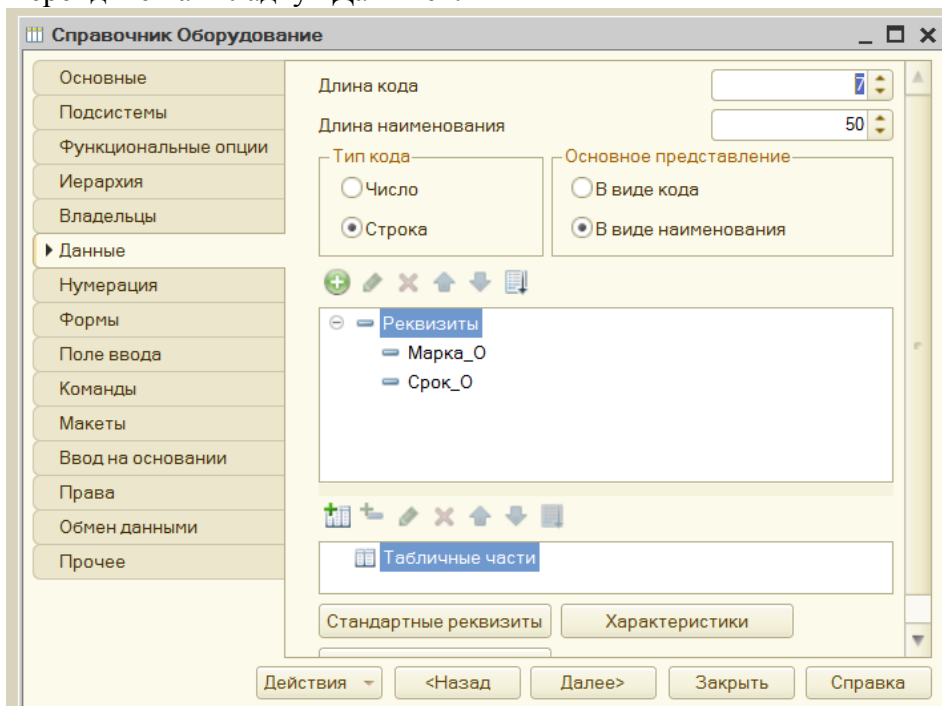 Справочник Оборудование
Основные
Подсистемы
Функциональные опции
Иерархия
Владельцы
Данные
Нумерация
Формы
Поле ввода
Команды
Макеты
Ввод на основании
Права
Обмен данными
Прочее
Длина кода 7
Длина наименования 50
Тип кода Основное представление
Число В виде кода
Строка В виде наименования
Реквизиты
Марка_О
Срок_О
Табличные части
Стандартные реквизиты Характеристики
Действия <Назад Далее> Закрыть Справка